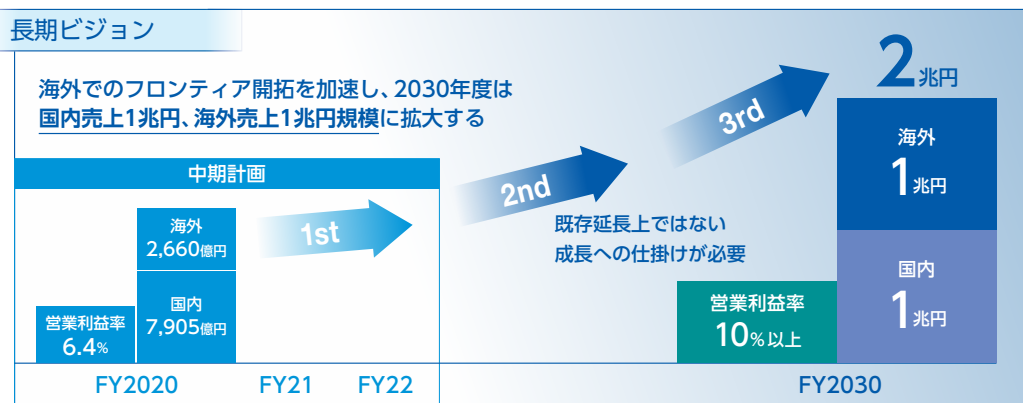 長期ビジョン
海外でのフロンティア開拓を加速し、2030年度は
国内売上1兆円、海外売上1兆円規模に拡大する
中期計画
海外
2,660億円
国内
7,905億円
営業利益率
6.4%
1st
2nd
3rd
既存延長上ではない
成長への仕掛けが必要
2兆円
海外
1兆円
国内
1兆円
営業利益率
10%以上
FY2020
FY21
FY22
FY2030